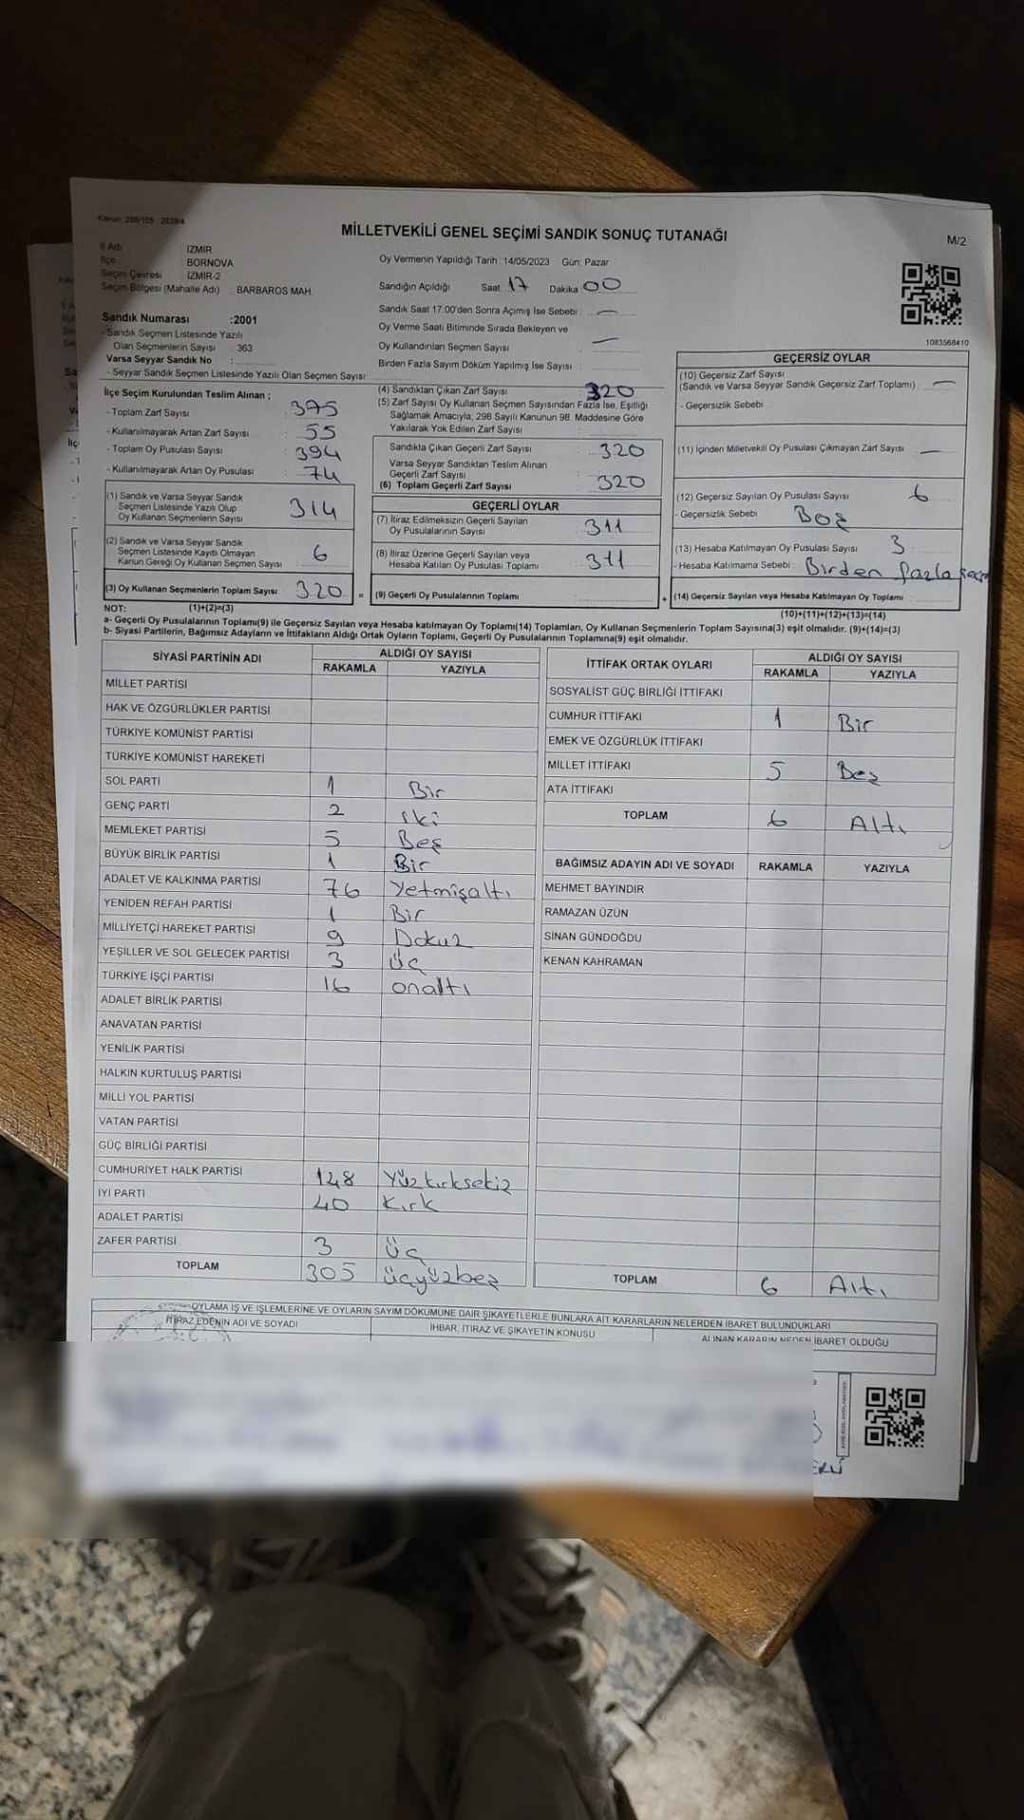 MİLLETVEKİLİ GENEL SEÇİMİ SANDIK SONUÇ TUTANAĞI
M/2
İl Adı İZMİR
İlçe BORNOVA
Seçim Çevresi İZMİR-2
Seçim Bölgesi (Mahalle Adı) : BARBAROS MAH.
Oy Vermenin Yapıldığı Tarih : 14/05/2023 Gün: Pazar
Sandığın Açıldığı Saat 17 Dakika 00
Sandık Saat 17.00'den Sonra Açımış İse Sebebi : —
Oy Verme Saati Bitiminde Sırada Bekleyen ve
Oy Kullandırılan Seçmen Sayısı —
Birden Fazla Sayım Döküm Yapılmış İse Sayısı :
1083568410
Sandık Numarası :2001
- Sandık Seçmen Listesinde Yazılı
Olan Seçmenlerin Sayısı : 363
Varsa Seyyar Sandık No :
- Seyyar Sandık Seçmen Listesinde Yazılı Olan Seçmen Sayısı
İlçe Seçim Kurulundan Teslim Alınan :
- Toplam Zarf Sayısı : 375
- Kullanılmayarak Artan Zarf Sayısı : 55
- Toplam Oy Pusulası Sayısı : 394
- Kullanılmayarak Artan Oy Pusulası : 74
(1) Sandık ve Varsa Seyyar Sandık
Seçmen Listesinde Yazılı Olup
Oy Kullanan Seçmenlerin Sayısı : 314
(2) Sandık ve Varsa Seyyar Sandık
Seçmen Listesinde Kayıtlı Olmayan
Kanun Gereği Oy Kullanan Seçmen Sayısı : 6
(3) Oy Kullanan Seçmenlerin Toplam Sayısı : 320 =
(4) Sandıktan Çıkan Zarf Sayısı : 320
(5) Zarf Sayısı Oy Kullanan Seçmen Sayısından Fazla İse, Eşitliği
Sağlamak Amacıyla; 298 Sayılı Kanunun 98. Maddesine Göre
Yakılarak Yok Edilen Zarf Sayısı :
Sandıkta Çıkan Geçerli Zarf Sayısı : 320
Varsa Seyyar Sandıktan Teslim Alınan
Geçerli Zarf Sayısı
(6) Toplam Geçerli Zarf Sayısı : 320
GEÇERLİ OYLAR
(7) İtiraz Edilmeksizin Geçerli Sayılan
Oy Pusulalarının Sayısı : 311
(8) İtiraz Üzerine Geçerli Sayılan veya
Hesaba Katılan Oy Pusulası Toplamı : 311
(9) Geçerli Oy Pusulalarının Toplamı : +
GEÇERSİZ OYLAR
(10) Geçersiz Zarf Sayısı
(Sandık ve Varsa Seyyar Sandık Geçersiz Zarf Toplamı) : —
- Geçersizlik Sebebi
(11) İçinden Milletvekili Oy Pusulası Çıkmayan Zarf Sayısı : —
(12) Geçersiz Sayılan Oy Pusulası Sayısı : 6
- Geçersizlik Sebebi : Boş
(13) Hesaba Katılmayan Oy Pusulası Sayısı : 3
- Hesaba Katılmama Sebebi : Birden fazla
(14) Geçersiz Sayılan veya Hesaba Katılmayan Oy Toplamı :
NOT: (1)+(2)=(3)
(10)+(11)+(12)+(13)=(14)
a- Geçerli Oy Pusulalarının Toplamı(9) ile Geçersiz Sayılan veya Hesaba katılmayan Oy Toplamı(14) Toplamları, Oy Kullanan Seçmenlerin Toplam Sayısına(3) eşit olmalıdır. (9)+(14)=(3)
b- Siyasi Partilerin, Bağımsız Adayların ve İttifakların Aldığı Ortak Oyların Toplamı, Geçerli Oy Pusulalarının Toplamına(9) eşit olmalıdır.
SİYASİ PARTİNİN ADI ALDIĞI OY SAYISI
RAKAMLA YAZIYLA
MİLLET PARTİSİ
HAK VE ÖZGÜRLÜKLER PARTİSİ
TÜRKİYE KOMÜNİST PARTİSİ
TÜRKİYE KOMÜNİST HAREKETİ
SOL PARTİ 1 Bir
GENÇ PARTİ 2 iki
MEMLEKET PARTİSİ 5 Beş
BÜYÜK BİRLİK PARTİSİ 1 Bir
ADALET VE KALKINMA PARTİSİ 76 Yetmişaltı
YENİDEN REFAH PARTİSİ 1 Bir
MİLLİYETÇİ HAREKET PARTİSİ 9 Dokuz
YEŞİLLER VE SOL GELECEK PARTİSİ 3 üç
TÜRKİYE İŞÇİ PARTİSİ 16 onaltı
ADALET BİRLİK PARTİSİ
ANAVATAN PARTİSİ
YENİLİK PARTİSİ
HALKIN KURTULUŞ PARTİSİ
MİLLİ YOL PARTİSİ
VATAN PARTİSİ
GÜÇ BİRLİĞİ PARTİSİ
CUMHURİYET HALK PARTİSİ 148 yüzkırksekiz
İYİ PARTİ 40 Kırk
ADALET PARTİSİ
ZAFER PARTİSİ 3 üç
TOPLAM 305 üçyüzbeş
İTTİFAK ORTAK OYLARI ALDIĞI OY SAYISI
RAKAMLA YAZIYLA
SOSYALİST GÜÇ BİRLİĞİ İTTİFAKI
CUMHUR İTTİFAKI 1 Bir
EMEK VE ÖZGÜRLÜK İTTİFAKI
MİLLET İTTİFAKI 5 Beş
ATA İTTİFAKI
TOPLAM 6 Altı
BAĞIMSIZ ADAYIN ADI VE SOYADI RAKAMLA YAZIYLA
MEHMET BAYINDIR
RAMAZAN ÜZÜN
SİNAN GÜNDOĞDU
KENAN KAHRAMAN
TOPLAM 6 Altı
OYLAMA İŞ VE İŞLEMLERİNE VE OYLARIN SAYIM DÖKÜMÜNE DAİR ŞİKAYETLERLE BUNLARA AİT KARARLARIN NELERDEN İBARET BULUNDUKLARI
İTİRAZ EDENİN ADI VE SOYADI İHBAR, İTİRAZ VE ŞİKAYETİN KONUSU ALINAN KARARIN NEDEN İBARET OLDUĞU